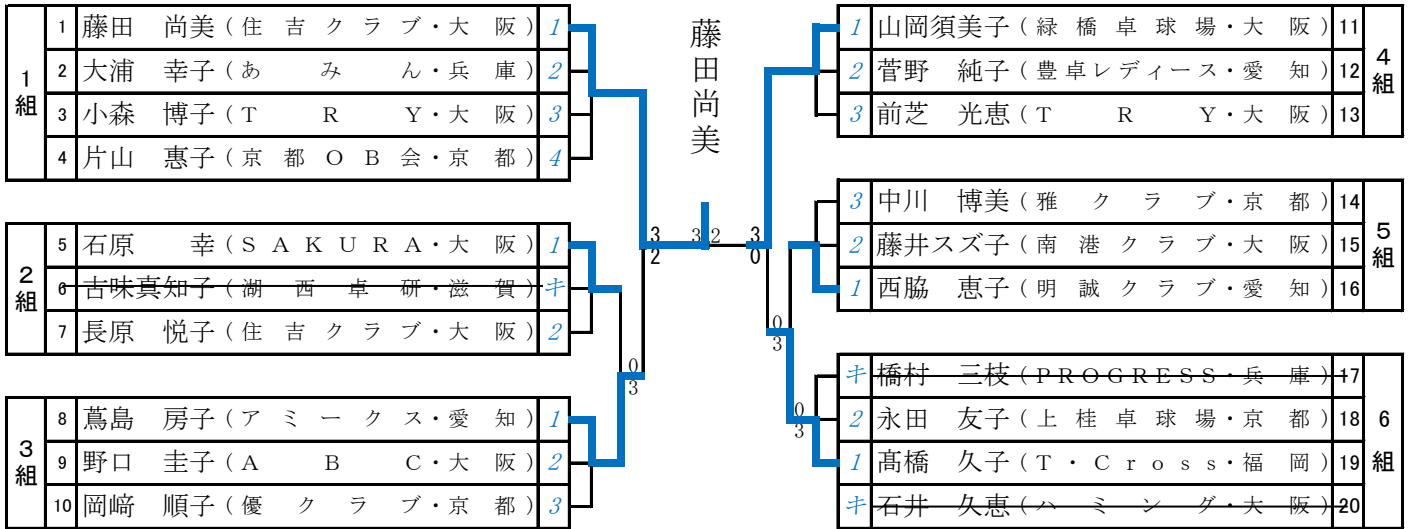 藤田尚美
1組
1 藤田 尚美 (住吉クラブ・大阪) 1
2 大浦 幸子 (あみん・兵庫) 2
3 小森 博子 (TRY・大阪) 3
4 片山 惠子 (京都OB会・京都) 4
2組
5 石原 幸 (SAKURA・大阪) 1
6 古味真知子 (湖西卓研・滋賀) キ
7 長原 悦子 (住吉クラブ・大阪) 2
3組
8 蔦島 房子 (アミークス・愛知) 1
9 野口 圭子 (ABC・大阪) 2
10 岡﨑 順子 (優クラブ・京都) 3
0
3
3
2
3 2
3
0
0
3
0
3
4組
1 山岡須美子 (緑橋卓球場・大阪) 11
2 菅野 純子 (豊卓レディース・愛知) 12
3 前芝 光恵 (TRY・大阪) 13
5組
3 中川 博美 (雅クラブ・京都) 14
2 藤井スズ子 (南港クラブ・大阪) 15
1 西脇 恵子 (明誠クラブ・愛知) 16
6組
キ 橋村 三枝 (PROGRESS・兵庫) 17
2 永田 友子 (上桂卓球場・京都) 18
1 髙橋 久子 (T・Cross・福岡) 19
キ 石井 久恵 (ハミング・大阪) 20